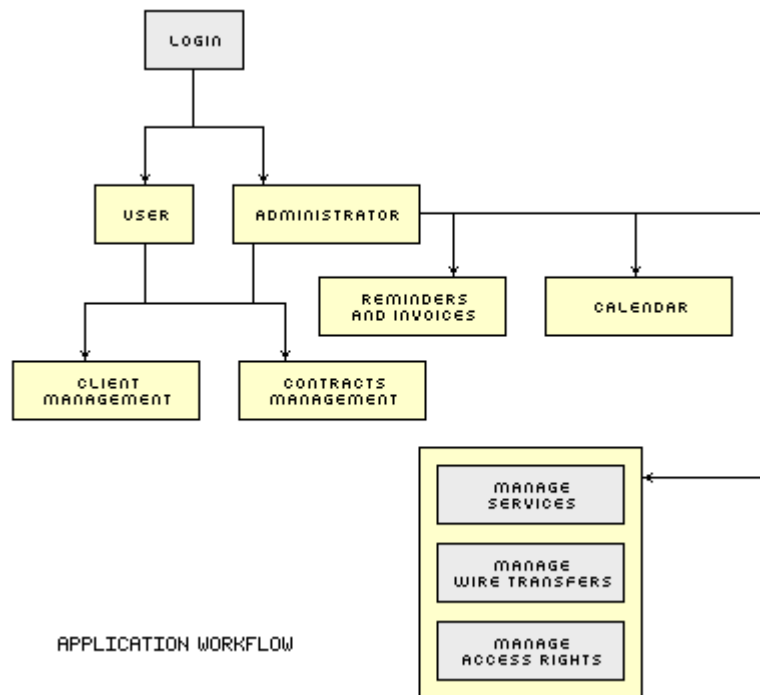 LOGIN
USER
ADMINISTRATOR
REMINDERS
AND INVOICES
CALENDAR
CLIENT
MANAGEMENT
CONTRACTS
MANAGEMENT
MANAGE
SERVICES
MANAGE
WIRE TRANSFERS
MANAGE
ACCESS RIGHTS
APPLICATION WORKFLOW